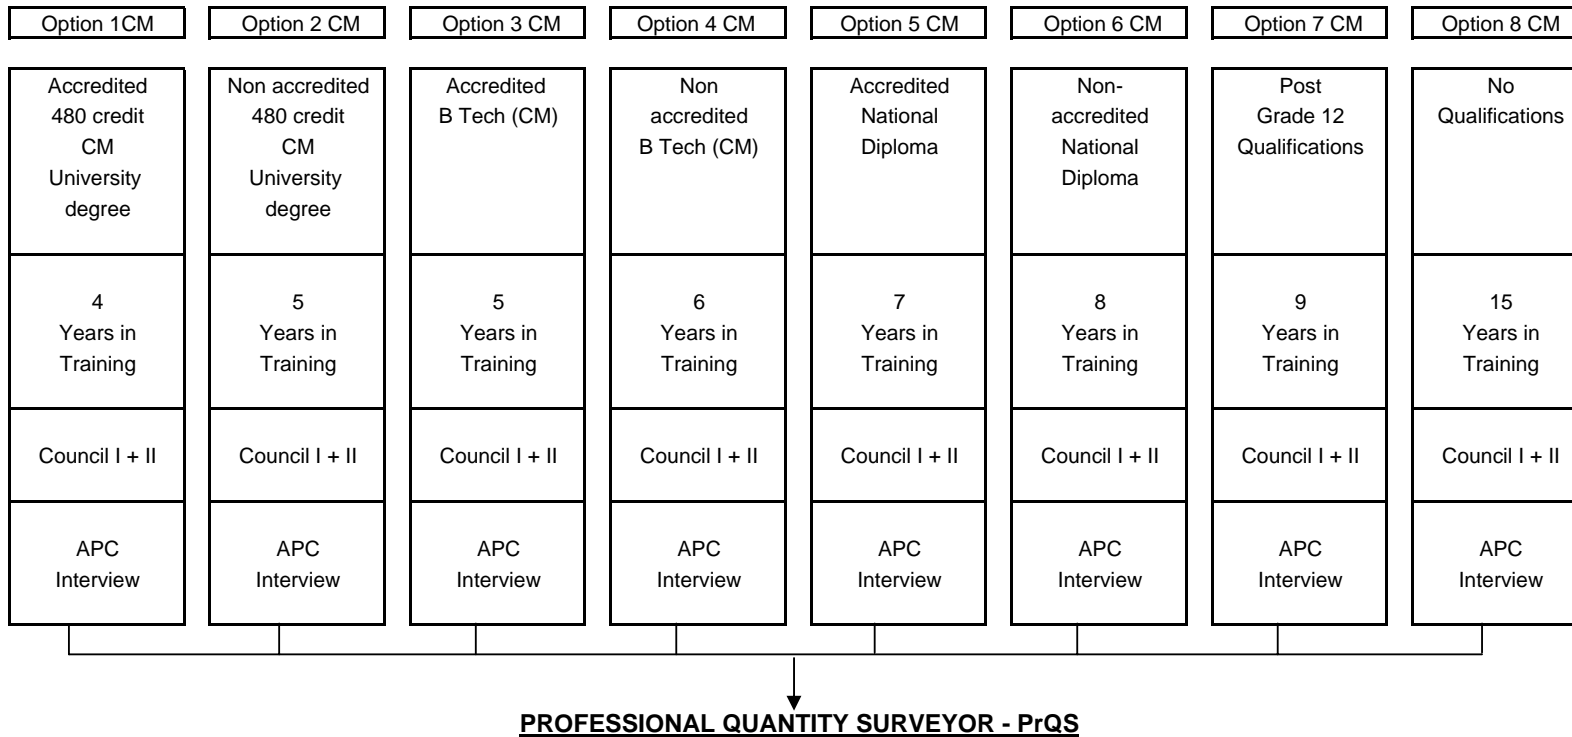 Option 1CM
Accredited
480 credit
CM
University
degree
4
Years in
Training
Council I + II
APC
Interview
Option 2 CM
Non accredited
480 credit
CM
University
degree
5
Years in
Training
Council I + II
APC
Interview
Option 3 CM
Accredited
B Tech (CM)
5
Years in
Training
Council I + II
APC
Interview
Option 4 CM
Non
accredited
B Tech (CM)
6
Years in
Training
Council I + II
APC
Interview
Option 5 CM
Accredited
National
Diploma
7
Years in
Training
Council I + II
APC
Interview
Option 6 CM
Non-
accredited
National
Diploma
8
Years in
Training
Council I + II
APC
Interview
Option 7 CM
Post
Grade 12
Qualifications
9
Years in
Training
Council I + II
APC
Interview
Option 8 CM
No
Qualifications
15
Years in
Training
Council I + II
APC
Interview
PROFESSIONAL QUANTITY SURVEYOR - PrQS